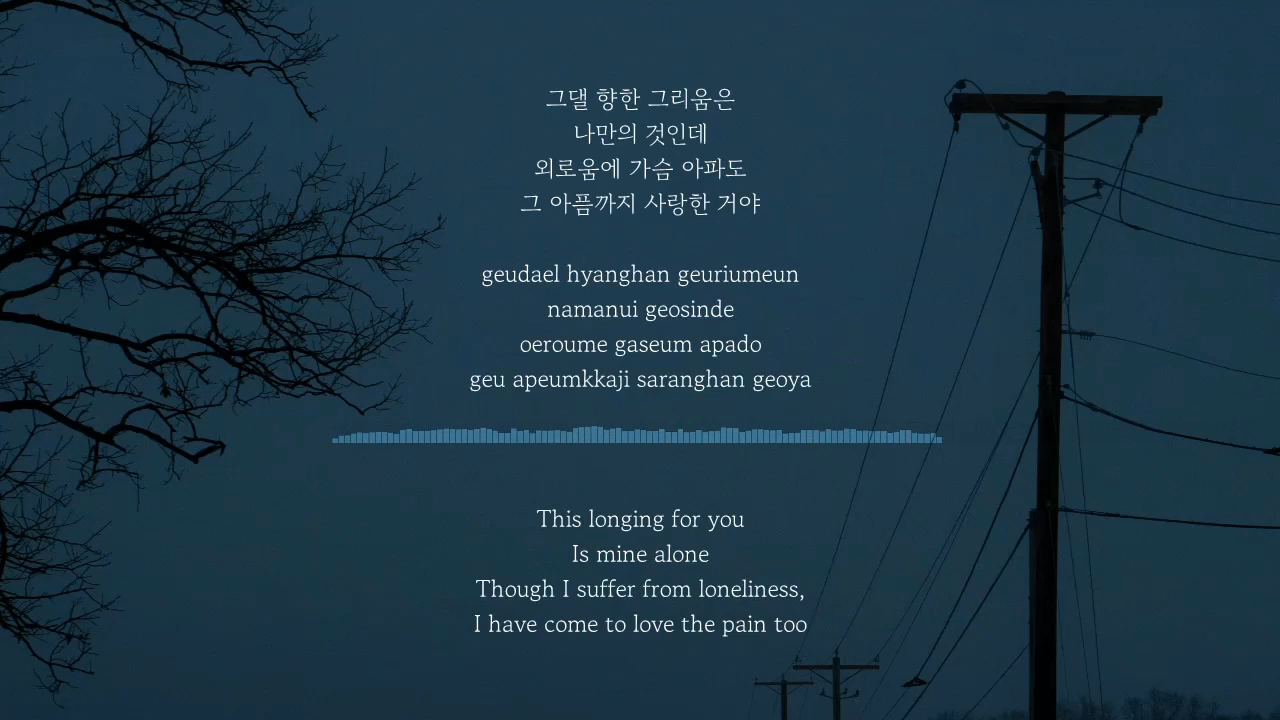 그댈 향한 그리움은
나만의 것인데
외로움에 가슴 아파도
그 아픔까지 사랑한 거야
geudael hyanghan geuriumeun
namanui geosinde
oeroume gaseum apado
geu apeumkkaji saranghan geoya
This longing for you
Is mine alone
Though I suffer from loneliness,
I have come to love the pain too